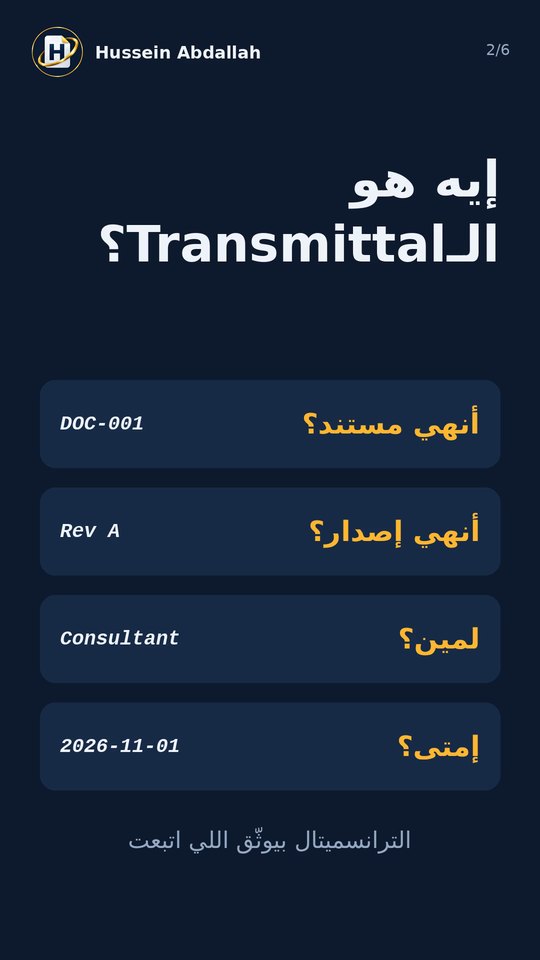 H
Hussein Abdallah
2/6
إيه هو
الـTransmittal؟
أنهي مستند؟ DOC-001
أنهي إصدار؟ Rev A
لمين؟ Consultant
إمتى؟ 2026-11-01
الترانسميتال بيوثّق اللي اتبعت